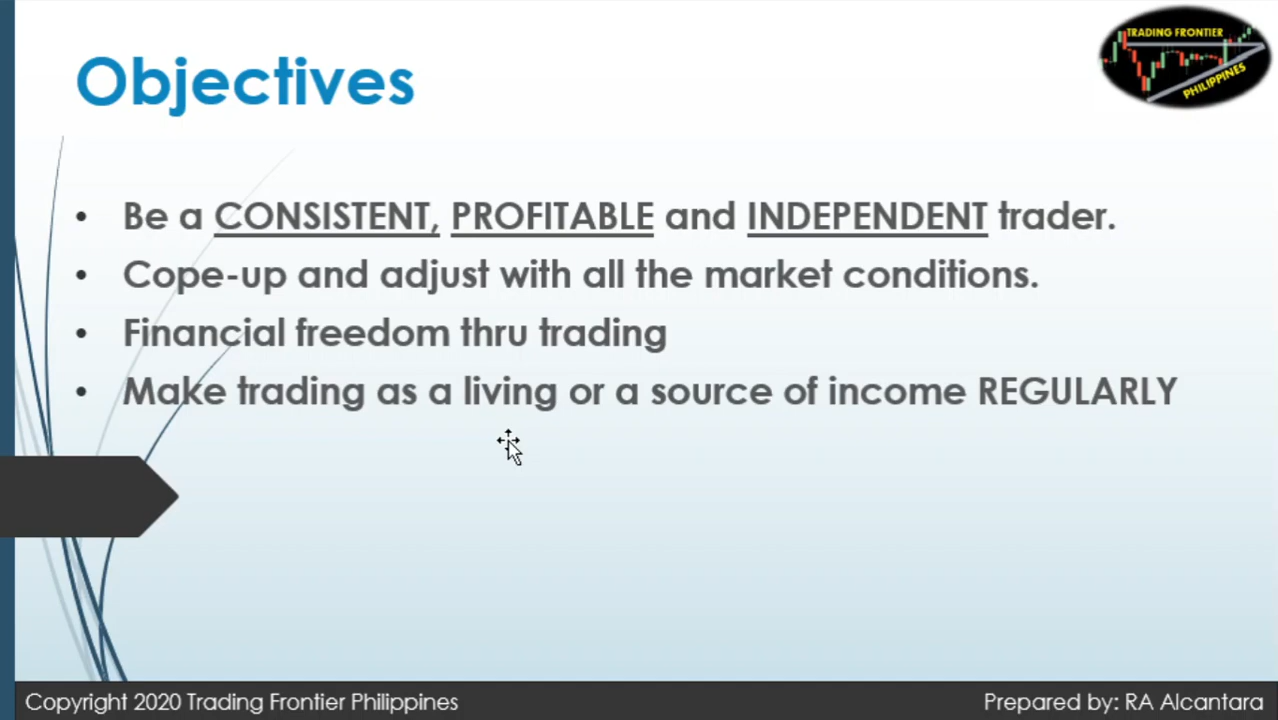 TRADING FRONTIER
PHILIPPINES
Objectives
• Be a CONSISTENT, PROFITABLE and INDEPENDENT trader.
• Cope-up and adjust with all the market conditions.
• Financial freedom thru trading
• Make trading as a living or a source of income REGULARLY
Copyright 2020 Trading Frontier Philippines
Prepared by: RA Alcantara